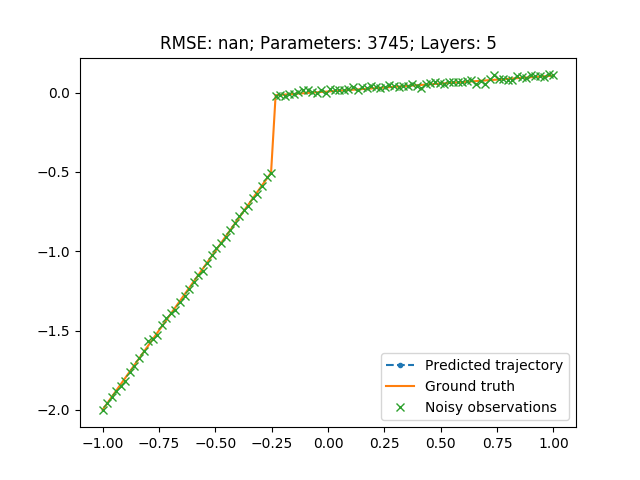 RMSE: nan; Parameters: 3745; Layers: 5
0.0
−0.5
−1.0
−1.5
−2.0
Predicted trajectory
Ground truth
Noisy observations
−1.00 −0.75 −0.50 −0.25 0.00 0.25 0.50 0.75 1.00